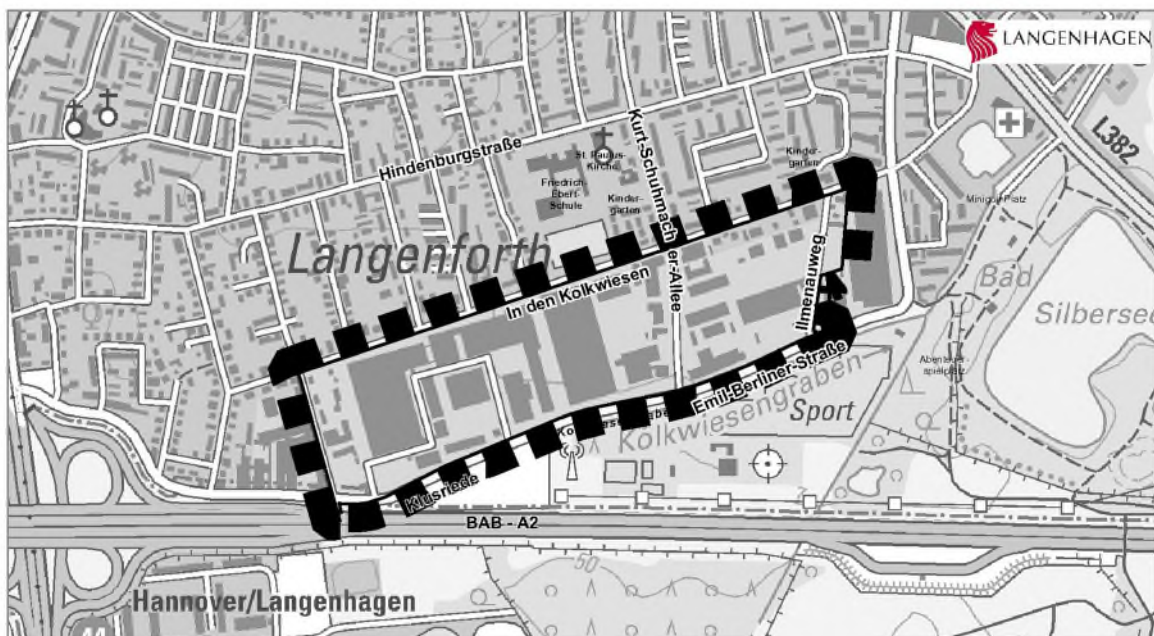 LANGENHAGEN
L382
Hindenburgstraße
Kurt-Schuhmach
er-Allee
St. Paulus-
Kirche
Kinder-
garten
Friedrich-
Ebert-
Schule
Kinder-
garten
Minigolf-Platz
Langenforth
In den Kolkwiesen
Ilmenauweg
Bad
Silbersee
Abenteuer-
spielplatz
Emil-Berliner-Straße
Sport
Kolkwiesengraben
Klusriede
BAB - A2
50
Hannover/Langenhagen
44